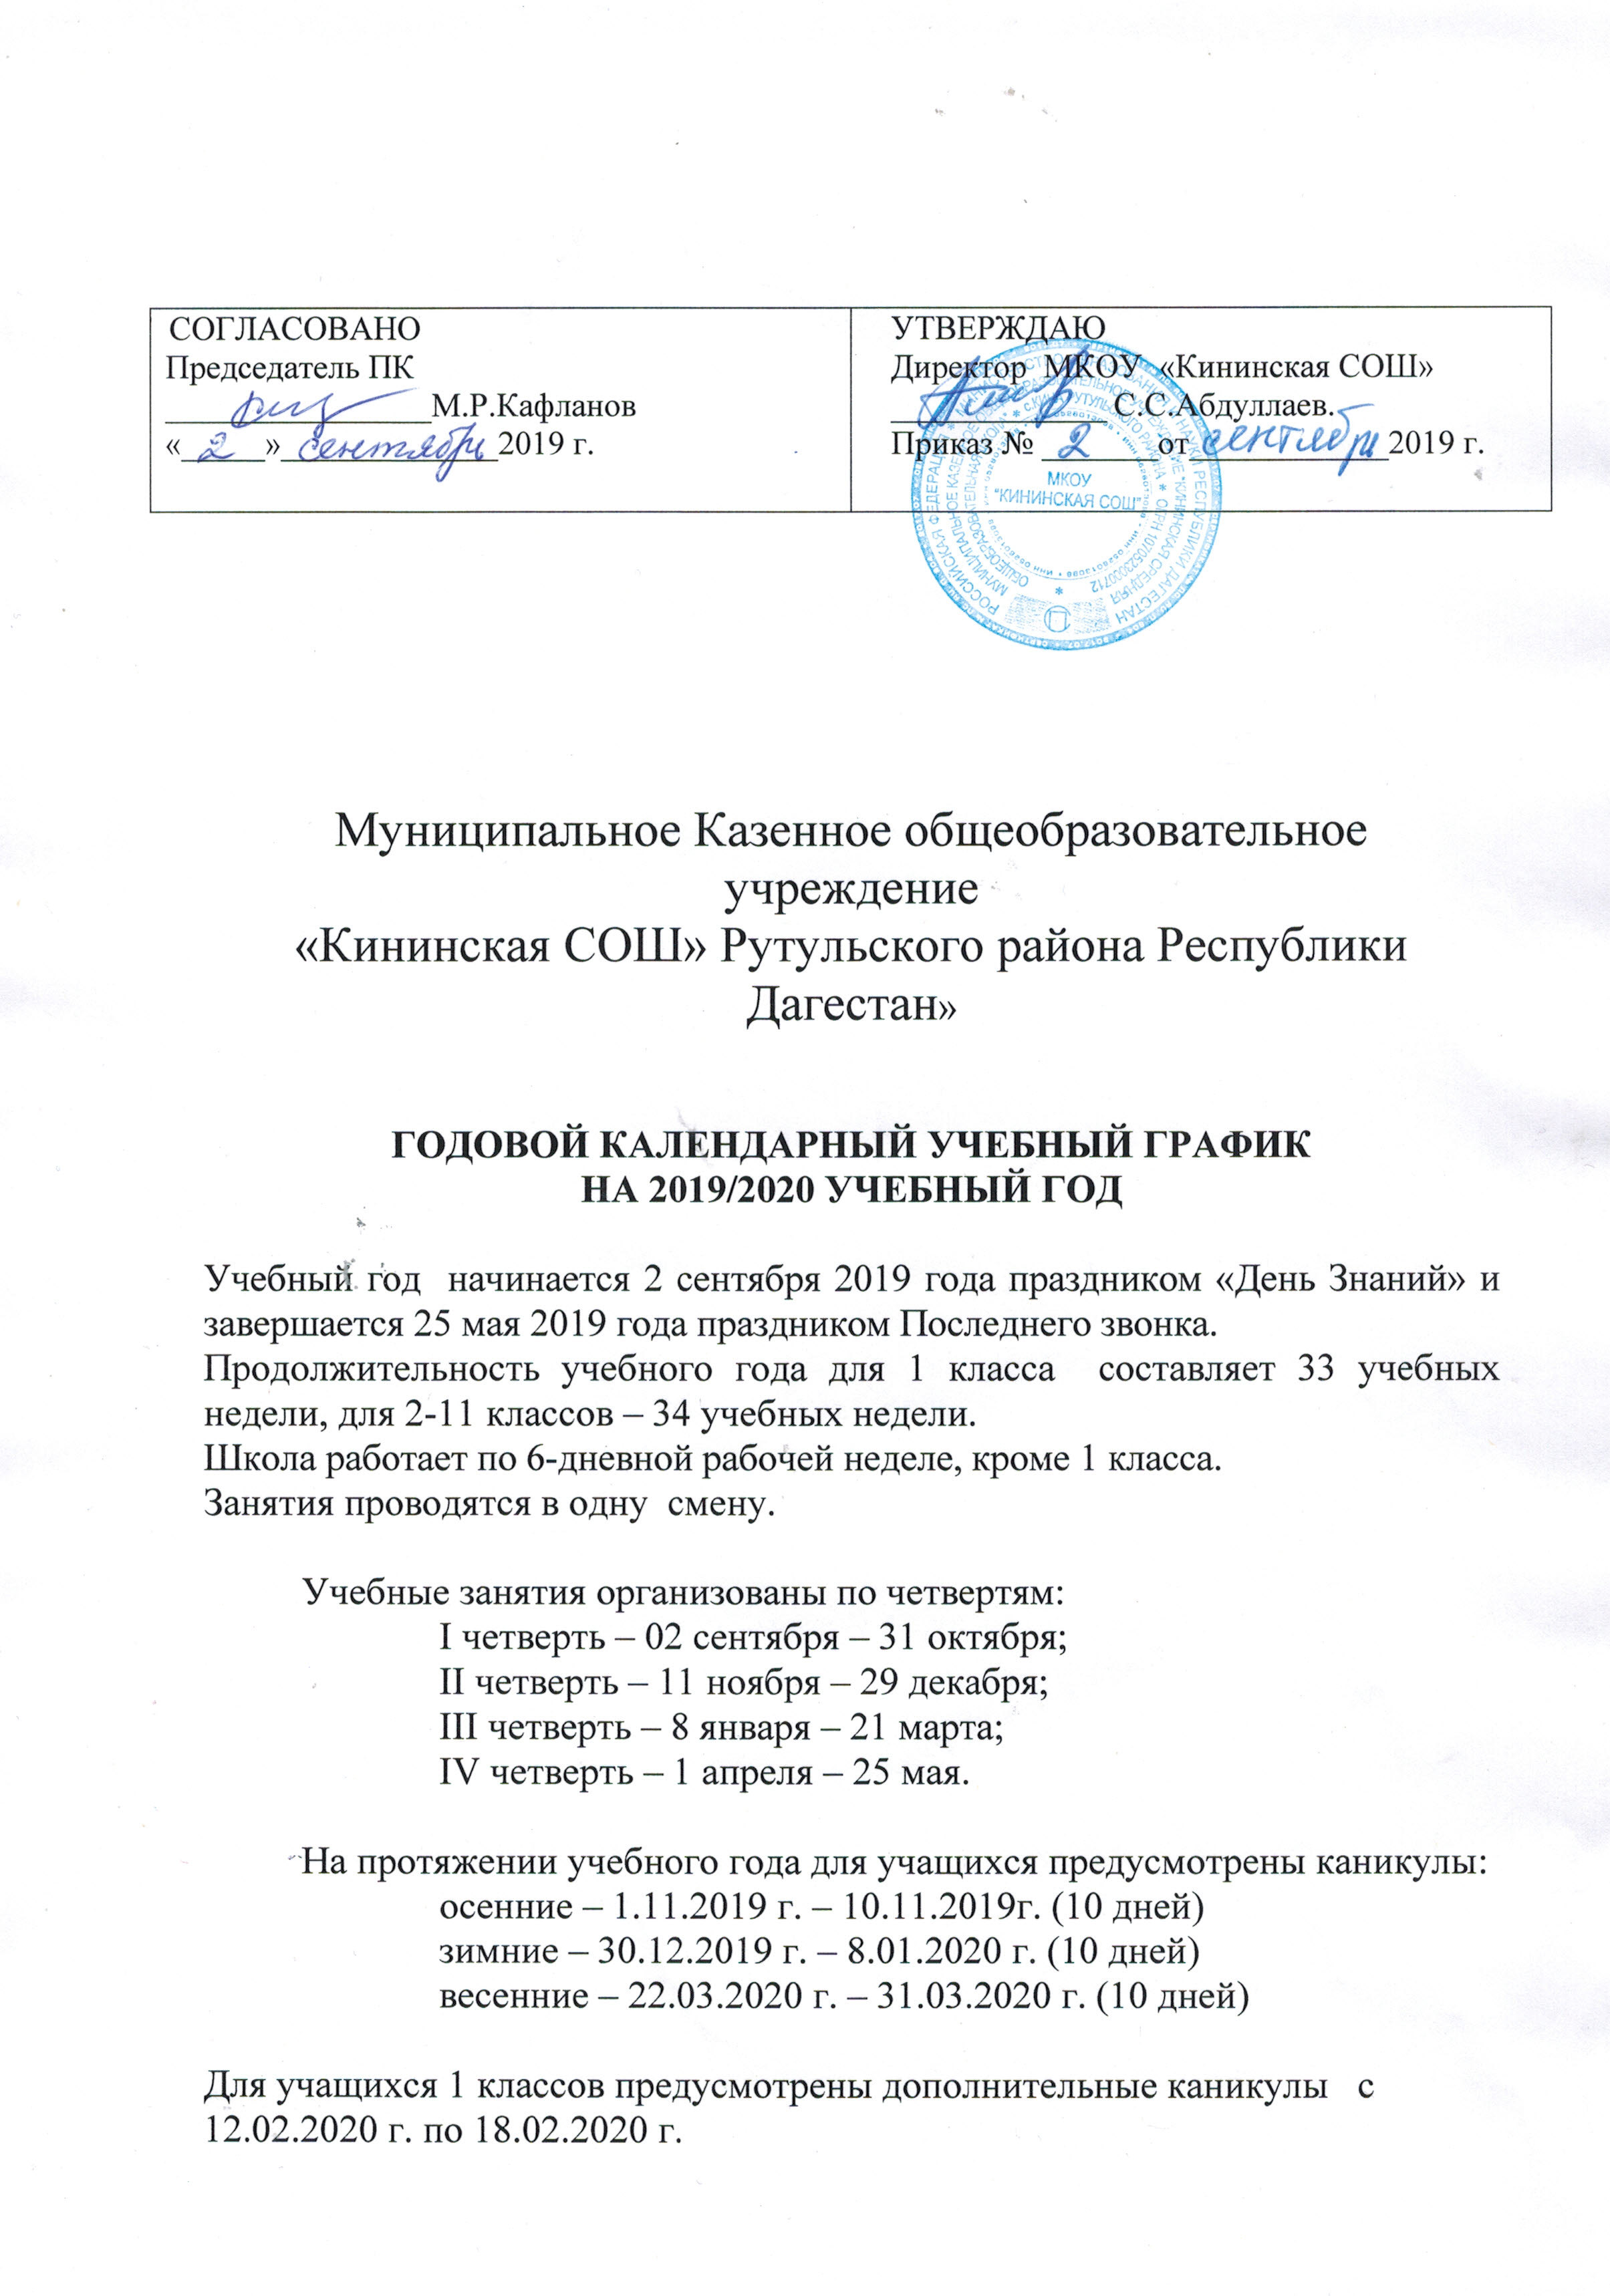 СОГЛАСОВАНО
Председатель ПК
М.Р.Кафланов
«2» сентября 2019 г.
УТВЕРЖДАЮ
Директор МКОУ «Кининская СОШ»
С.С.Абдуллаев.
Приказ № 2 от сентября 2019 г.
МКОУ
"КИНИНСКАЯ СОШ"
Муниципальное Казенное общеобразовательное
учреждение
«Кининская СОШ» Рутульского района Республики
Дагестан»
ГОДОВОЙ КАЛЕНДАРНЫЙ УЧЕБНЫЙ ГРАФИК
НА 2019/2020 УЧЕБНЫЙ ГОД
Учебный год начинается 2 сентября 2019 года праздником «День Знаний» и
завершается 25 мая 2019 года праздником Последнего звонка.
Продолжительность учебного года для 1 класса составляет 33 учебных
недели, для 2-11 классов – 34 учебных недели.
Школа работает по 6-дневной рабочей неделе, кроме 1 класса.
Занятия проводятся в одну смену.
Учебные занятия организованы по четвертям:
I четверть – 02 сентября – 31 октября;
II четверть – 11 ноября – 29 декабря;
III четверть – 8 января – 21 марта;
IV четверть – 1 апреля – 25 мая.
На протяжении учебного года для учащихся предусмотрены каникулы:
осенние – 1.11.2019 г. – 10.11.2019г. (10 дней)
зимние – 30.12.2019 г. – 8.01.2020 г. (10 дней)
весенние – 22.03.2020 г. – 31.03.2020 г. (10 дней)
Для учащихся 1 классов предусмотрены дополнительные каникулы с
12.02.2020 г. по 18.02.2020 г.